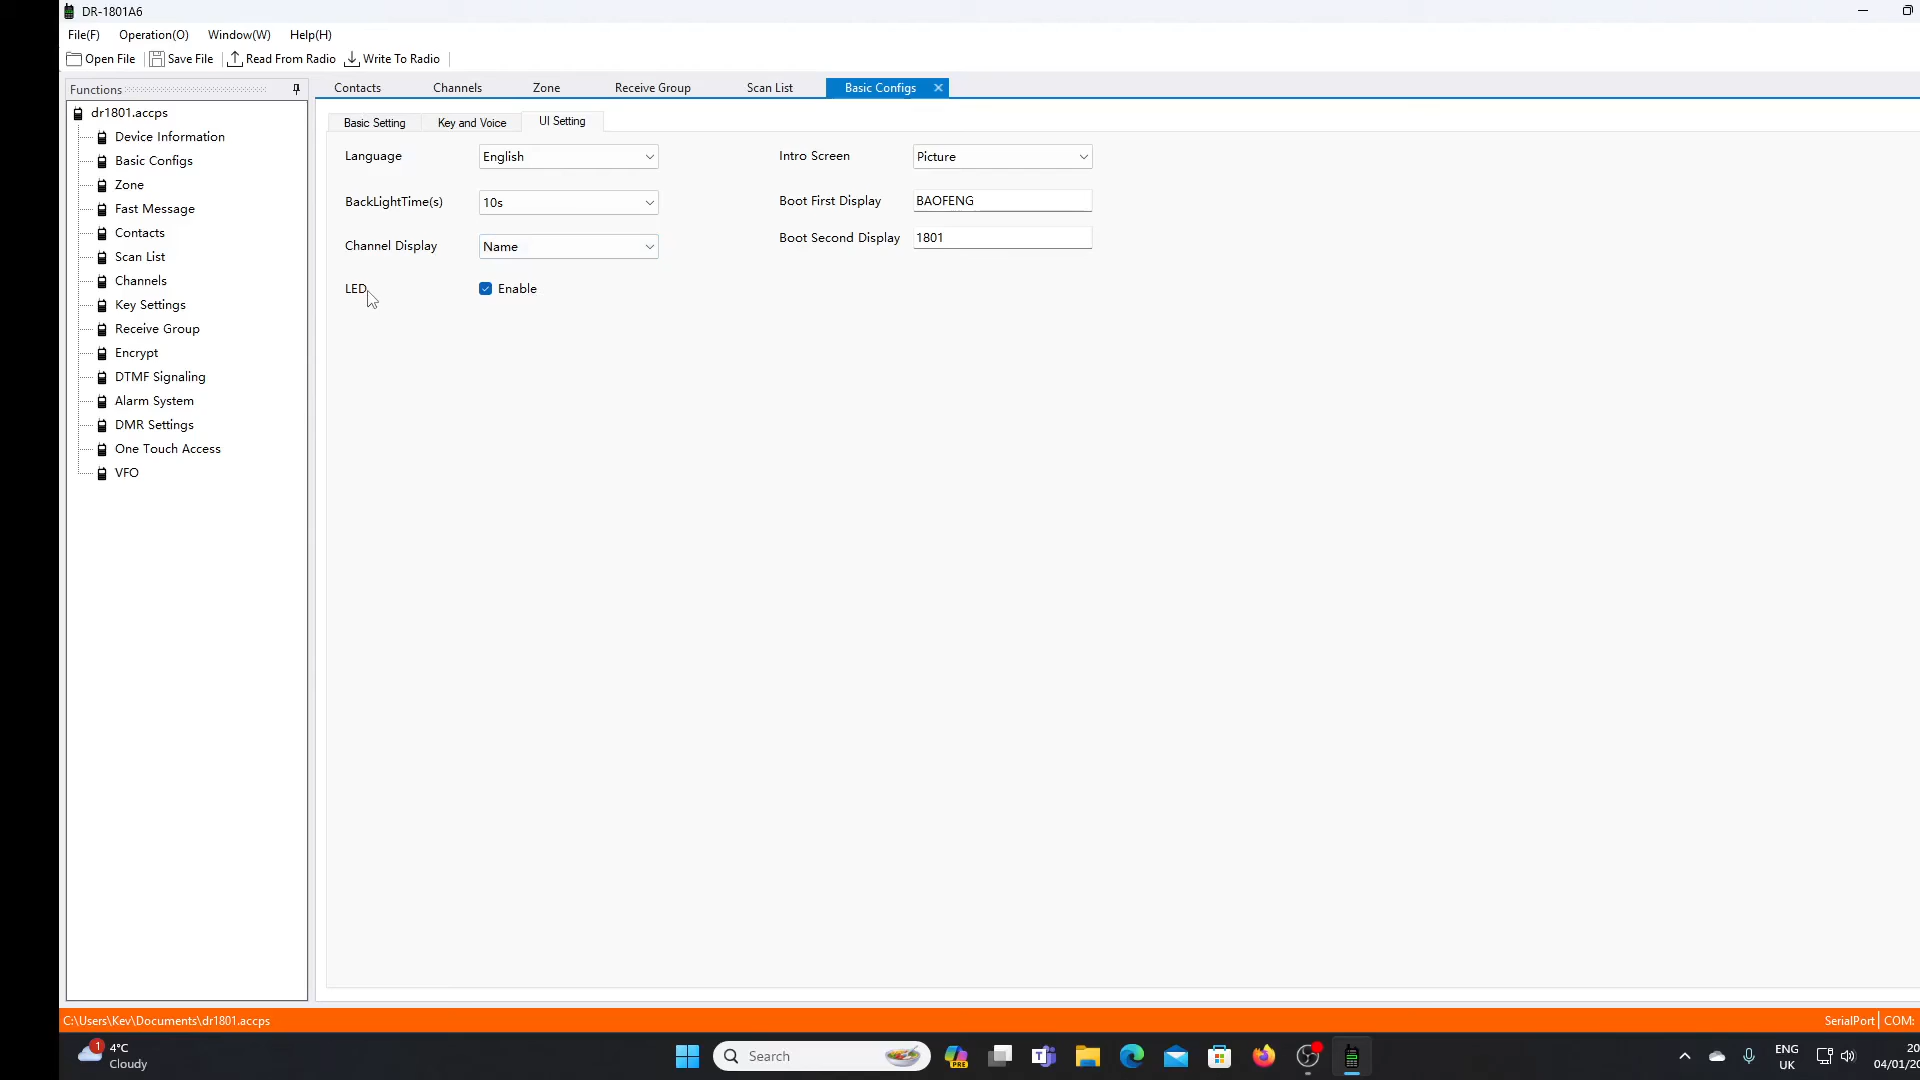 DR-1801A6
File(F) Operation(O) Window(W) Help(H)
Open File Save File Read From Radio Write To Radio
Functions
dr1801.accps
Device Information
Basic Configs
Zone
Fast Message
Contacts
Scan List
Channels
Key Settings
Receive Group
Encrypt
DTMF Signaling
Alarm System
DMR Settings
One Touch Access
VFO
Contacts Channels Zone Receive Group Scan List Basic Configs
Basic Setting Key and Voice UI Setting
Language English Intro Screen Picture
BackLightTime(s) 10s Boot First Display BAOFENG
Channel Display Name Boot Second Display 1801
LED Enable
C:\Users\Kev\Documents\dr1801.accps SerialPort COM:
1 4°C
Cloudy
Search
PRE
ENG
UK
20
04/01/20